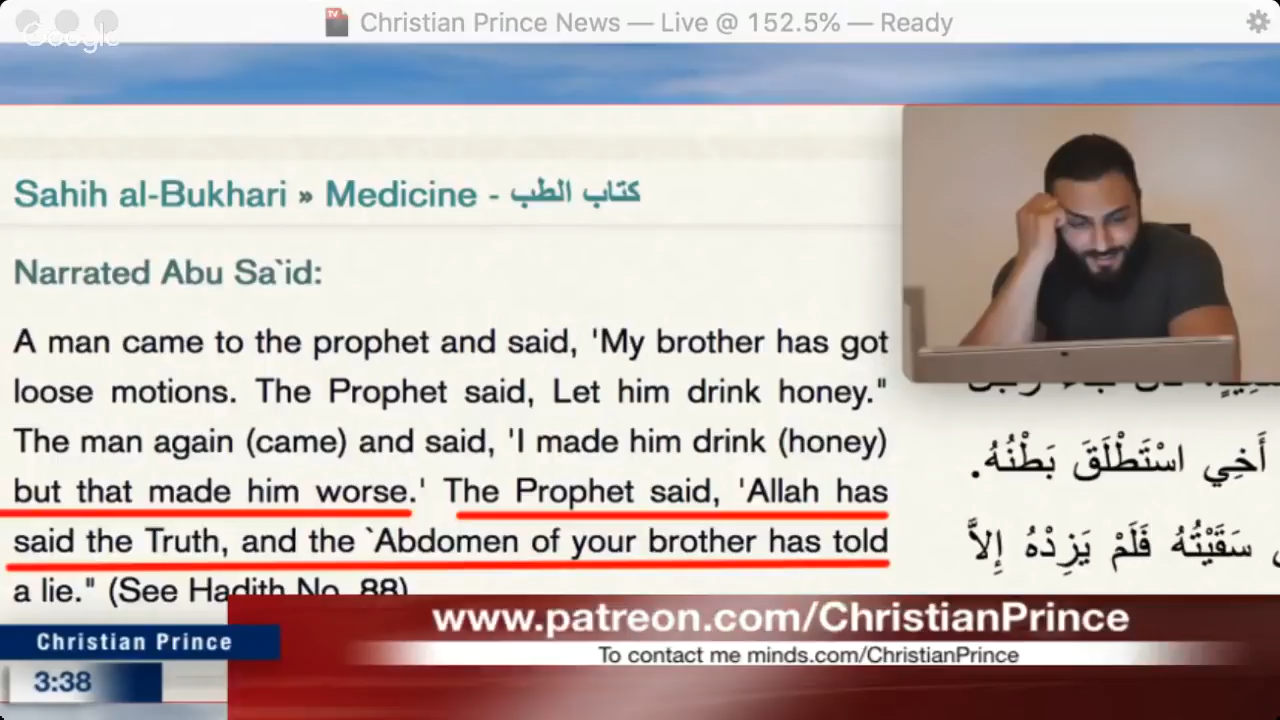 Christian Prince News — Live @ 152.5% — Ready
Google
TV
Sahih al-Bukhari » Medicine - كتاب الطب
Narrated Abu Sa`id:
A man came to the prophet and said, 'My brother has got
loose motions. The Prophet said, Let him drink honey."
The man again (came) and said, 'I made him drink (honey)
but that made him worse.' The Prophet said, 'Allah has
said the Truth, and the `Abdomen of your brother has told
a lie." (See Hadith No. 88)
أَخِي اسْتَطْلَقَ بَطْنُهُ.
سَقَيْتُهُ فَلَمْ يَزِدْهُ إِلاَّ
www.patreon.com/ChristianPrince
To contact me minds.com/ChristianPrince
Christian Prince
3:38